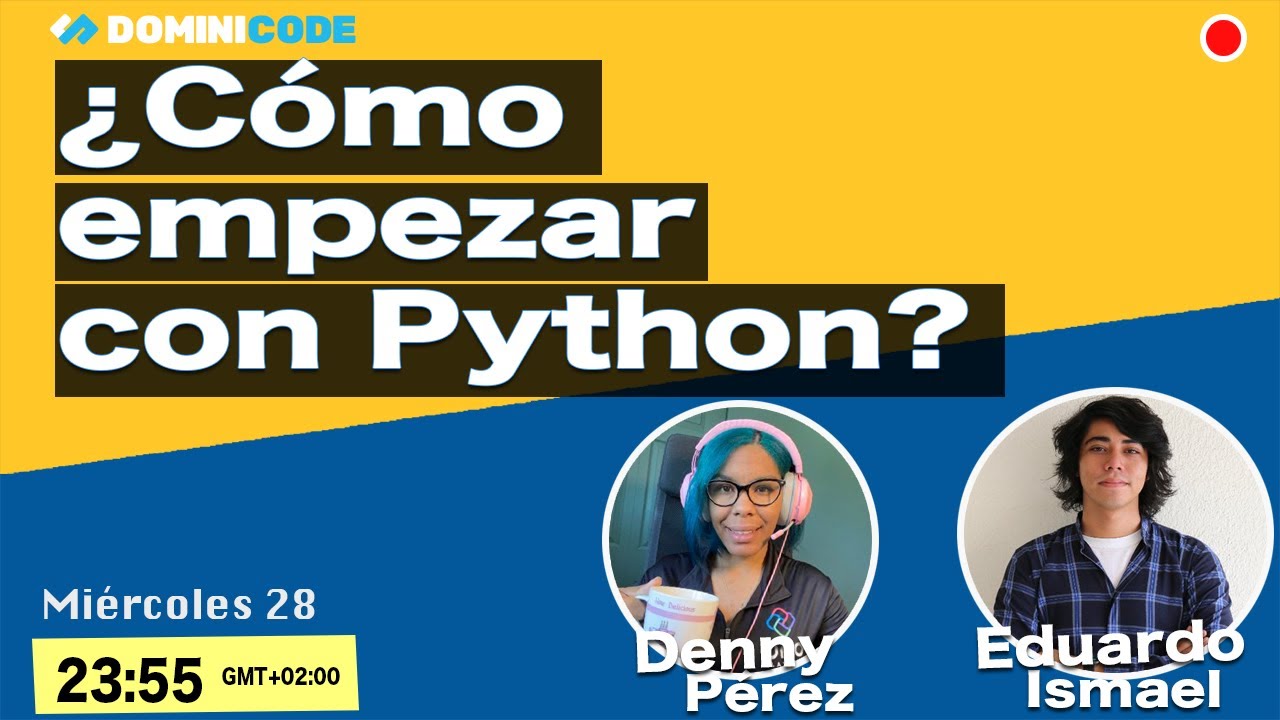 DOMINICODE
¿Cómo
empezar
con Python?
Miércoles 28
23:55 GMT+02:00
Denny
Pérez
Eduardo
Ismael